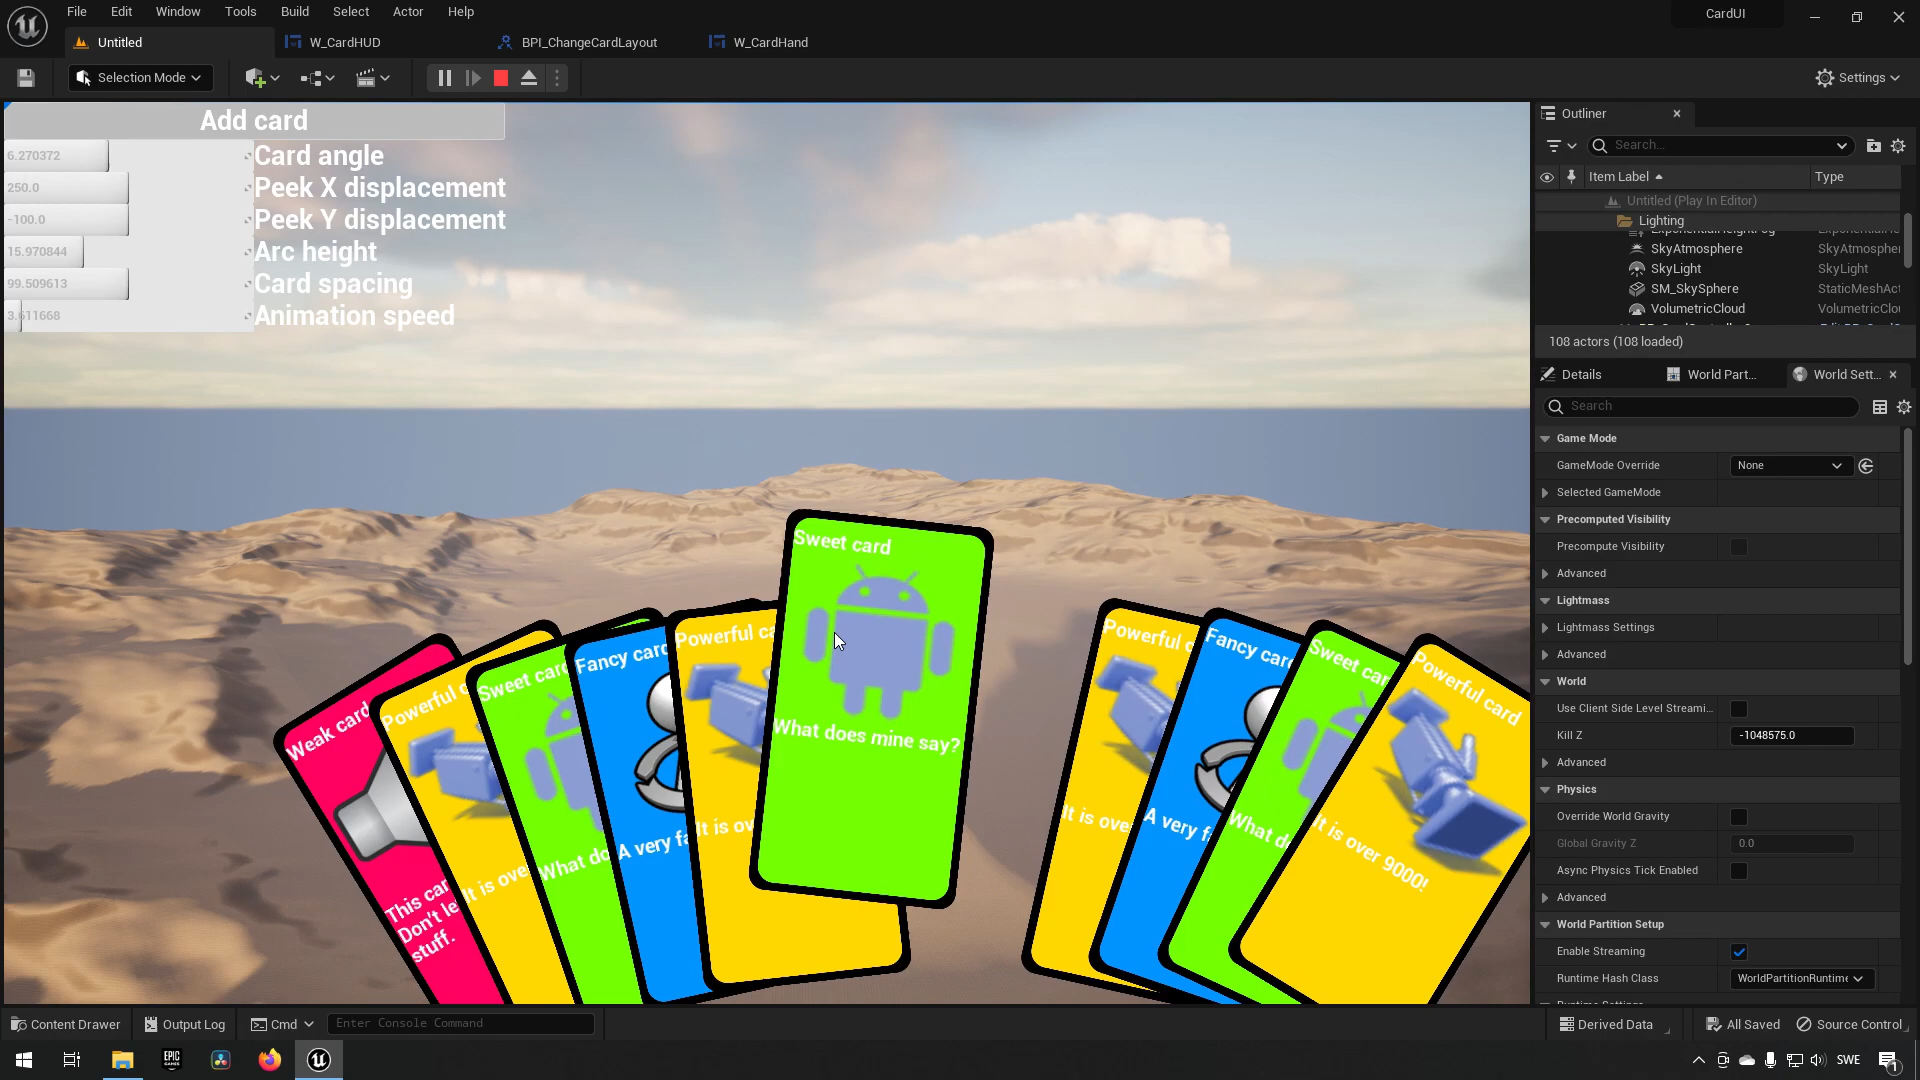 File Edit Window Tools Build Select Actor Help
CardUI
Untitled
W_CardHUD
BPI_ChangeCardLayout
W_CardHand
Selection Mode
Settings
Add card
6.270372 Card angle
250.0 Peek X displacement
-100.0 Peek Y displacement
15.970844 Arc height
99.509613 Card spacing
3.611668 Animation speed
Outliner
Search...
Item Label Type
Untitled (Play In Editor)
Lighting
SkyAtmosphere SkyAtmospher
SkyLight SkyLight
SM_SkySphere StaticMeshAct
VolumetricCloud VolumetricClou
108 actors (108 loaded)
Details
World Part...
World Sett...
Search
Game Mode
GameMode Override None
Selected GameMode
Precomputed Visibility
Precompute Visibility
Advanced
Lightmass
Lightmass Settings
Advanced
World
Use Client Side Level Streami...
Kill Z -1048575.0
Advanced
Physics
Override World Gravity
Global Gravity Z 0.0
Async Physics Tick Enabled
Advanced
World Partition Setup
Enable Streaming
Runtime Hash Class WorldPartitionRuntime
Weak card
This car
Don't le
stuff.
Powerful c
It is over
Sweet card
What do
Fancy card
A very fa
Powerful ca
It is ov
Sweet card
What does mine say?
Powerful c
It is over
Fancy card
A very f
Sweet car
What d
Powerful card
It is over 9000!
Content Drawer
Output Log
Cmd
Enter Console Command
Derived Data
All Saved
Source Control
EPIC
GAMES
SWE
1